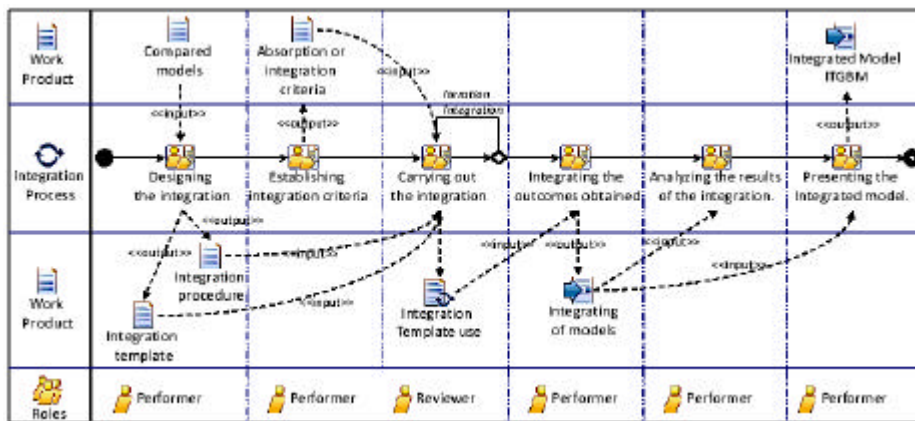 Work
Product
Compared
models
Absorption or
integration
criteria
Integrated Model
ITGBM
<<input>>
<<input>>
Iteration
Integration
<<output>>
<<output>>
Integration
Process
Designing
the integration
Establishing
integration criteria
Carrying out
the integration
Integrating the
outcomes obtained
Analyzing the results
of the integration.
Presenting the
Integrated model.
<<output>>
<<output>>
<<input>>
<<input>>
<<output>>
<<input>>
<<input>>
<<input>>
Work
Product
Integration
procedure
Integration
template
Integration
Template use
Integrating
of models
Roles
Performer
Performer
Reviewer
Performer
Performer
Performer